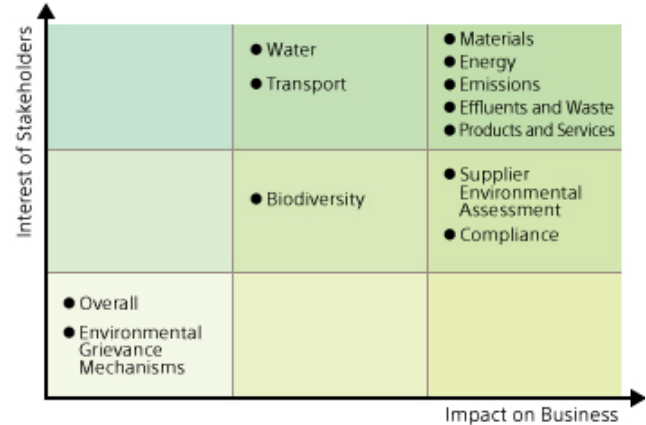 Interest of Stakeholders
● Water
● Transport
● Materials
● Energy
● Emissions
● Effluents and Waste
● Products and Services
● Biodiversity
● Supplier
Environmental
Assessment
● Compliance
● Overall
● Environmental
Grievance
Mechanisms
Impact on Business